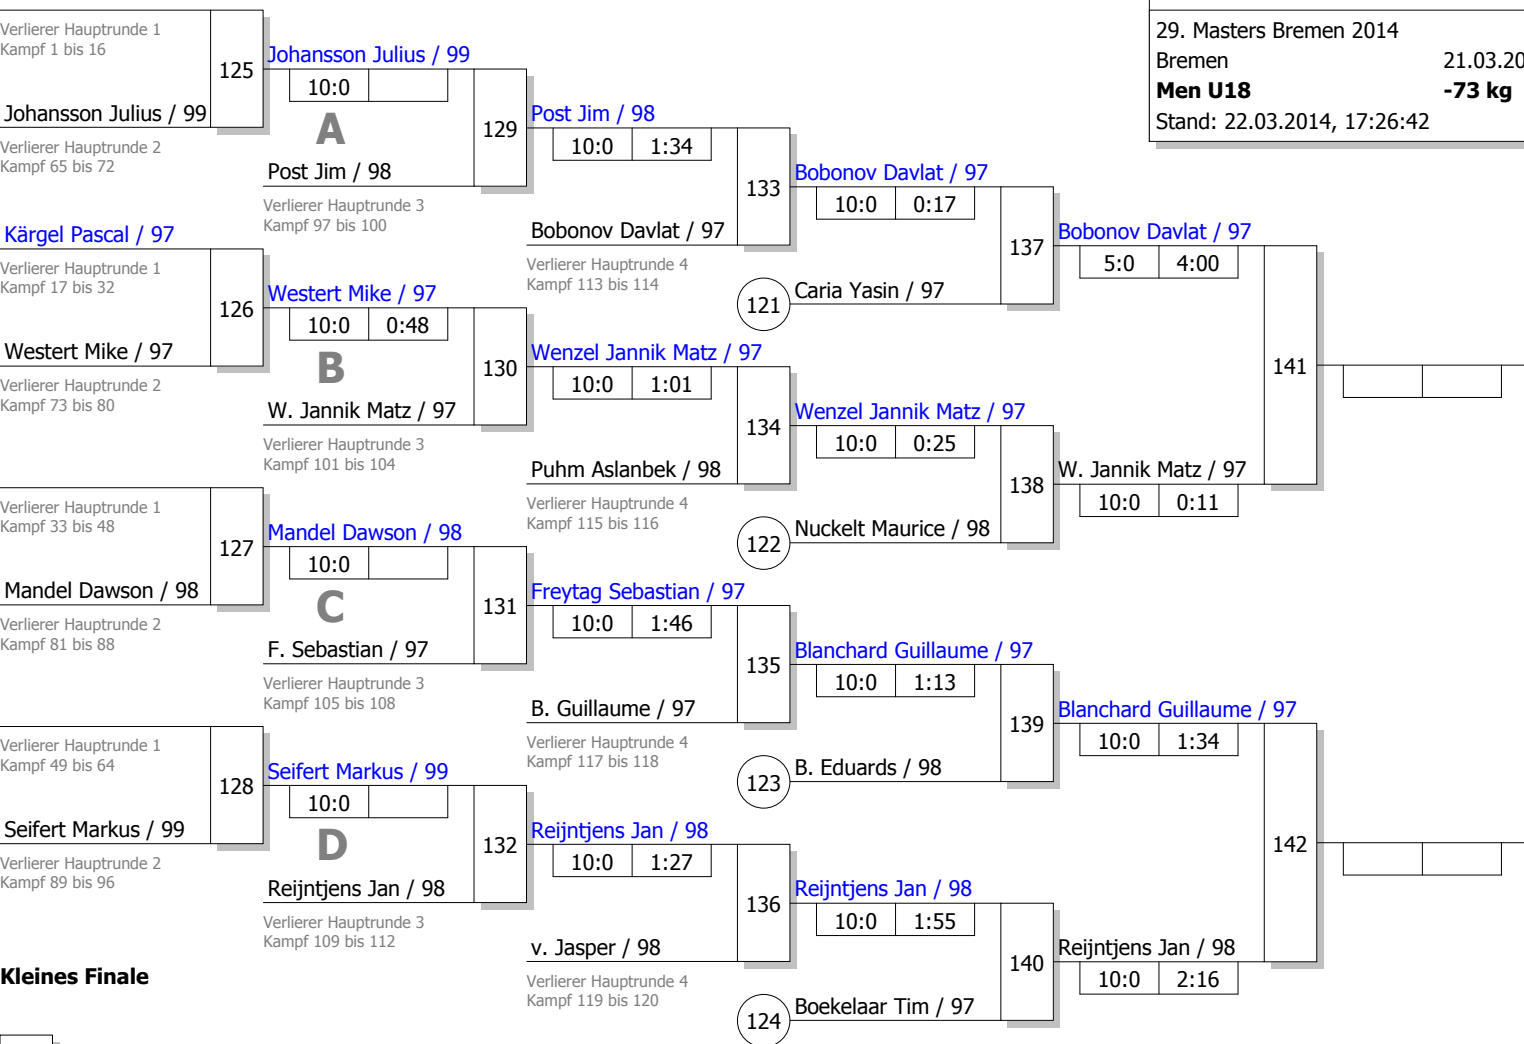 29. Masters Bremen 2014
Bremen 21.03.20
Men U18 -73 kg
Stand: 22.03.2014, 17:26:42
Verlierer Hauptrunde 1
Kampf 1 bis 16
125
Johansson Julius / 99
Verlierer Hauptrunde 2
Kampf 65 bis 72
Kärgel Pascal / 97
Verlierer Hauptrunde 1
Kampf 17 bis 32
126
Westert Mike / 97
Verlierer Hauptrunde 2
Kampf 73 bis 80
Verlierer Hauptrunde 1
Kampf 33 bis 48
127
Mandel Dawson / 98
Verlierer Hauptrunde 2
Kampf 81 bis 88
Verlierer Hauptrunde 1
Kampf 49 bis 64
128
Seifert Markus / 99
Verlierer Hauptrunde 2
Kampf 89 bis 96
Kleines Finale
Johansson Julius / 99
10:0
A
129
Post Jim / 98
Verlierer Hauptrunde 3
Kampf 97 bis 100
Westert Mike / 97
10:0 0:48
B
130
W. Jannik Matz / 97
Verlierer Hauptrunde 3
Kampf 101 bis 104
Mandel Dawson / 98
10:0
C
131
F. Sebastian / 97
Verlierer Hauptrunde 3
Kampf 105 bis 108
Seifert Markus / 99
10:0
D
132
Reijntjens Jan / 98
Verlierer Hauptrunde 3
Kampf 109 bis 112
Post Jim / 98
10:0 1:34
133
Bobonov Davlat / 97
Verlierer Hauptrunde 4
Kampf 113 bis 114
Wenzel Jannik Matz / 97
10:0 1:01
134
Puhm Aslanbek / 98
Verlierer Hauptrunde 4
Kampf 115 bis 116
Freytag Sebastian / 97
10:0 1:46
135
B. Guillaume / 97
Verlierer Hauptrunde 4
Kampf 117 bis 118
Reijntjens Jan / 98
10:0 1:27
136
v. Jasper / 98
Verlierer Hauptrunde 4
Kampf 119 bis 120
Bobonov Davlat / 97
10:0 0:17
137
121 Caria Yasin / 97
Wenzel Jannik Matz / 97
10:0 0:25
138
122 Nuckelt Maurice / 98
Blanchard Guillaume / 97
10:0 1:13
139
123 B. Eduards / 98
Reijntjens Jan / 98
10:0 1:55
140
124 Boekelaar Tim / 97
Bobonov Davlat / 97
5:0 4:00
141
W. Jannik Matz / 97
10:0 0:11
Blanchard Guillaume / 97
10:0 1:34
142
Reijntjens Jan / 98
10:0 2:16